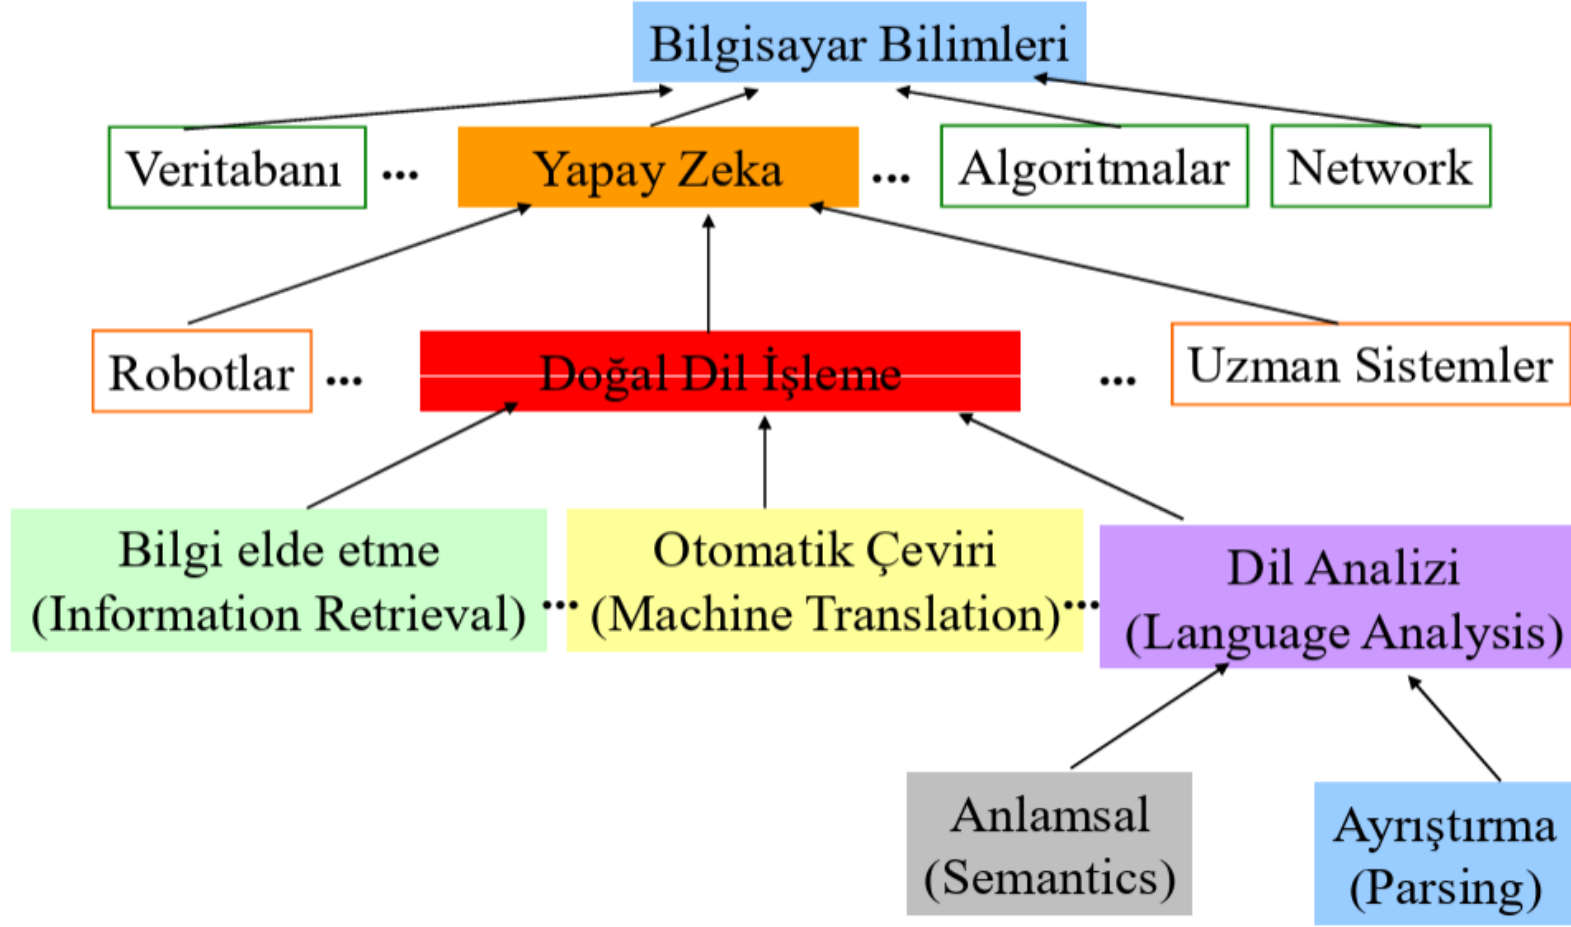 Bilgisayar Bilimleri
Veritabanı ... Yapay Zeka ... Algoritmalar Network
Robotlar ... Doğal Dil İşleme ... Uzman Sistemler
Bilgi elde etme
(Information Retrieval) ...
Otomatik Çeviri
(Machine Translation) ...
Dil Analizi
(Language Analysis)
Anlamsal
(Semantics)
Ayrıştırma
(Parsing)